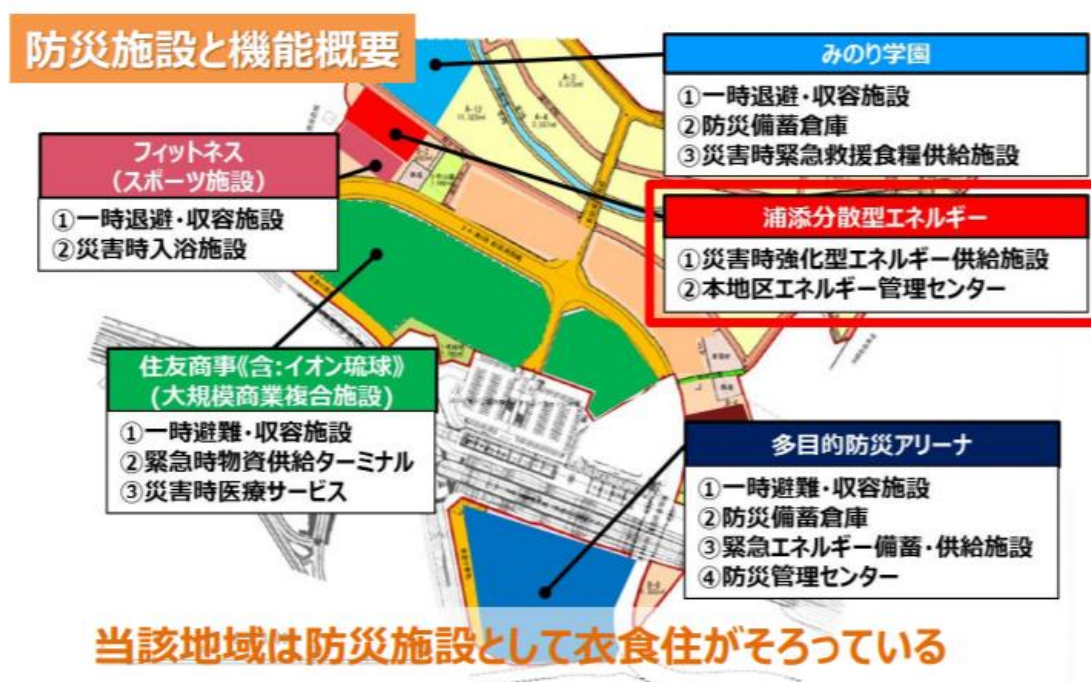 防災施設と機能概要
みのり学園
①一時退避・収容施設
②防災備蓄倉庫
③災害時緊急救援食糧供給施設
フィットネス
（スポーツ施設）
①一時退避・収容施設
②災害時入浴施設
浦添分散型エネルギー
①災害時強化型エネルギー供給施設
②本地区エネルギー管理センター
住友商事《含:イオン琉球》
(大規模商業複合施設)
①一時避難・収容施設
②緊急時物資供給ターミナル
③災害時医療サービス
多目的防災アリーナ
①一時避難・収容施設
②防災備蓄倉庫
③緊急エネルギー備蓄・供給施設
④防災管理センター
当該地域は防災施設として衣食住がそろっている